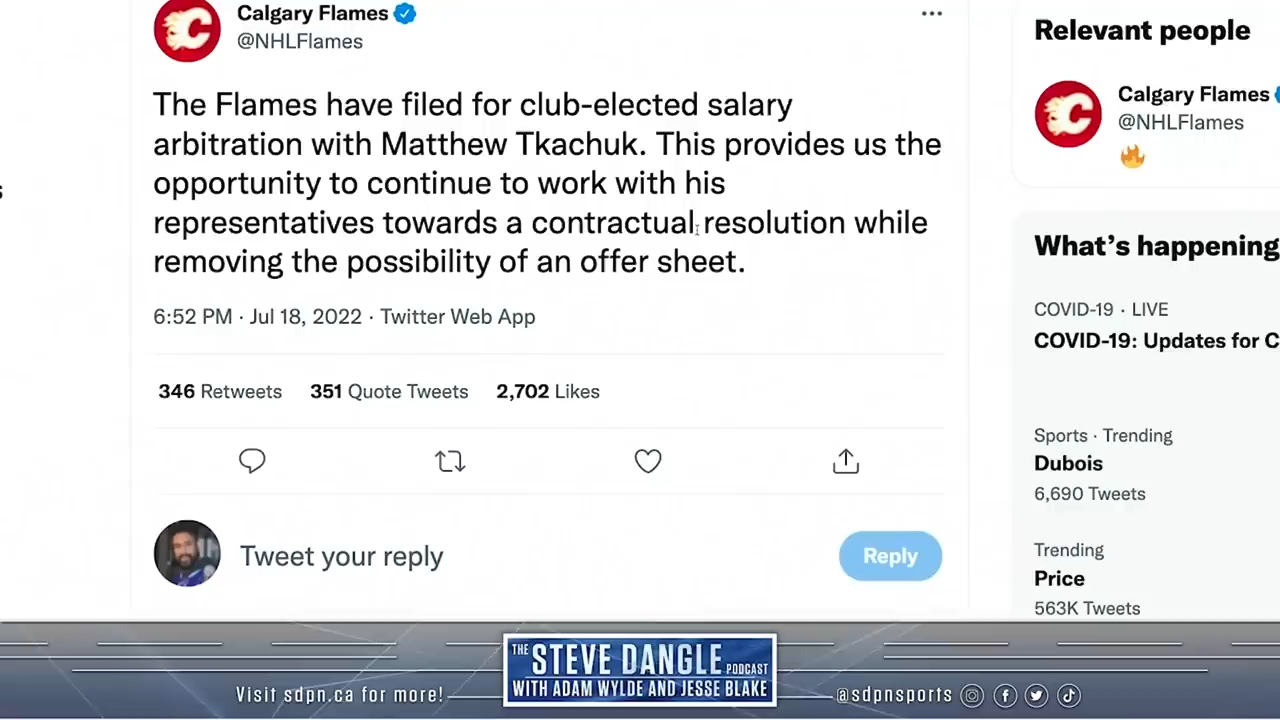 Calgary Flames
@NHLFlames
The Flames have filed for club-elected salary
arbitration with Matthew Tkachuk. This provides us the
opportunity to continue to work with his
representatives towards a contractual resolution while
removing the possibility of an offer sheet.
6:52 PM · Jul 18, 2022 · Twitter Web App
346 Retweets 351 Quote Tweets 2,702 Likes
Tweet your reply
Reply
Relevant people
Calgary Flames
@NHLFlames
What's happening
COVID-19 · LIVE
COVID-19: Updates for C
Sports · Trending
Dubois
6,690 Tweets
Trending
Price
563K Tweets
Visit sdpn.ca for more!
THE STEVE DANGLE PODCAST
WITH ADAM WYLDE AND JESSE BLAKE
@sdpnsports